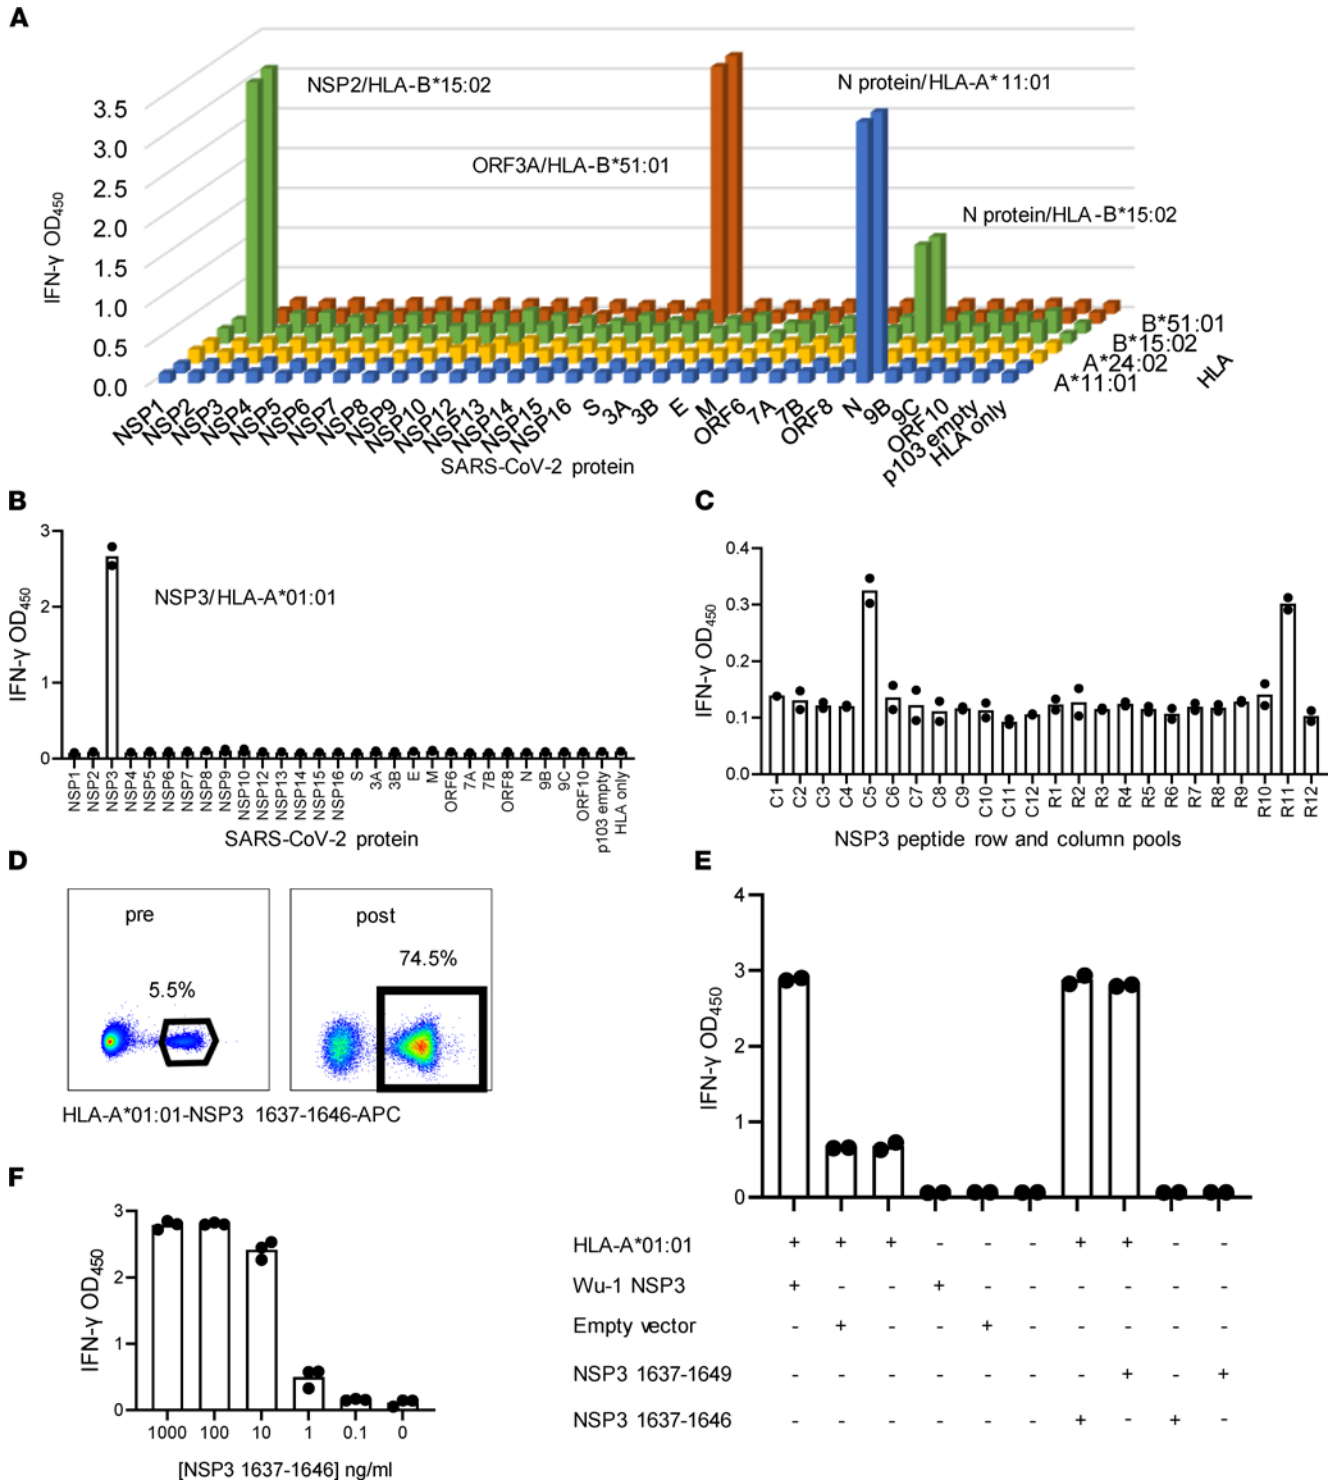 A
NSP2/HLA-B*15:02
N protein/HLA-A*11:01
ORF3A/HLA-B*51:01
N protein/HLA-B*15:02
IFN-γ OD450
3.5
3.0
2.5
2.0
1.5
1.0
0.5
0.0
B*51:01
B*15:02
A*24:02
A*11:01
HLA
NSP1
NSP2
NSP3
NSP4
NSP5
NSP6
NSP7
NSP8
NSP9
NSP10
NSP12
NSP13
NSP14
NSP15
NSP16
S
3A
3B
E
M
ORF6
7A
7B
ORF8
N
9B
9C
ORF10
p103 empty
HLA only
SARS-CoV-2 protein
B
IFN-γ OD450
3
2
1
0
NSP3/HLA-A*01:01
NSP1
NSP2
NSP3
NSP4
NSP5
NSP6
NSP7
NSP8
NSP9
NSP10
NSP12
NSP13
NSP14
NSP15
NSP16
S
3A
3B
E
M
ORF6
7A
7B
ORF8
N
9B
9C
ORF10
p103 empty
HLA only
SARS-CoV-2 protein
C
IFN-γ OD450
0.4
0.3
0.2
0.1
0.0
C1
C2
C3
C4
C5
C6
C7
C8
C9
C10
C11
C12
R1
R2
R3
R4
R5
R6
R7
R8
R9
R10
R11
R12
NSP3 peptide row and column pools
D
pre
5.5%
post
74.5%
HLA-A*01:01-NSP3 1637-1646-APC
E
IFN-γ OD450
4
3
2
1
0
HLA-A*01:01 + + + - - - + + - -
Wu-1 NSP3 + - - + - - - - - -
Empty vector - + - - + - - - - -
NSP3 1637-1649 - - - - - - - + - +
NSP3 1637-1646 - - - - - - + - + -
F
IFN-γ OD450
3
2
1
0
1000 100 10 1 0.1 0
[NSP3 1637-1646] ng/ml